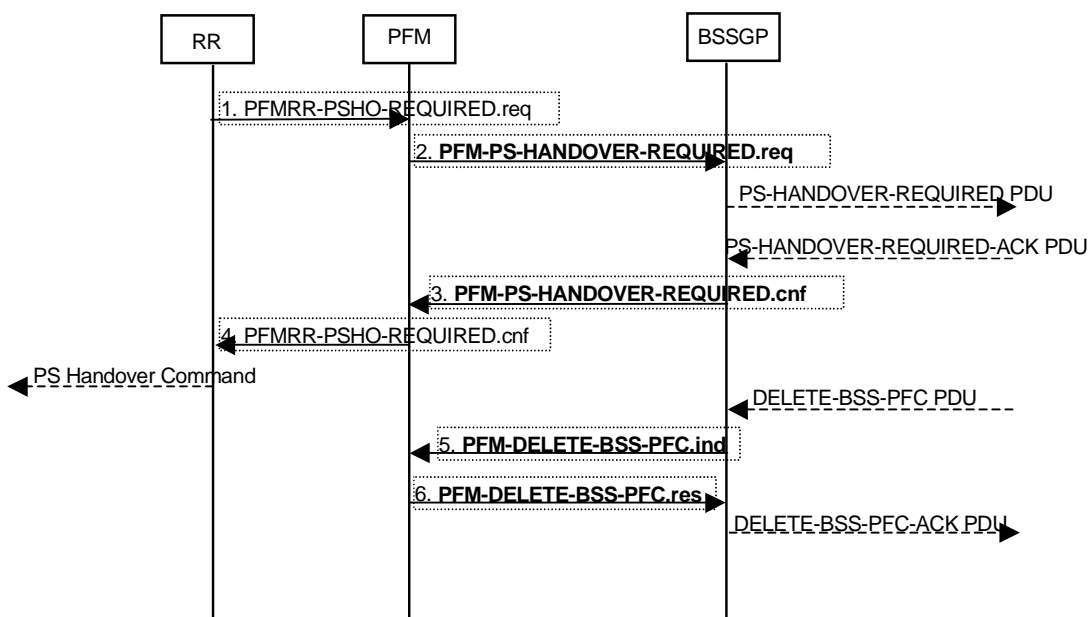 RR
PFM
BSSGP
1. PFMRR-PSHO-REQUIRED.req
2. PFM-PS-HANDOVER-REQUIRED.req
PS-HANDOVER-REQUIRED PDU
PS-HANDOVER-REQUIRED-ACK PDU
3. PFM-PS-HANDOVER-REQUIRED.cnf
4. PFMRR-PSHO-REQUIRED.cnf
PS Handover Command
DELETE-BSS-PFC PDU
5. PFM-DELETE-BSS-PFC.ind
6. PFM-DELETE-BSS-PFC.res
DELETE-BSS-PFC-ACK PDU